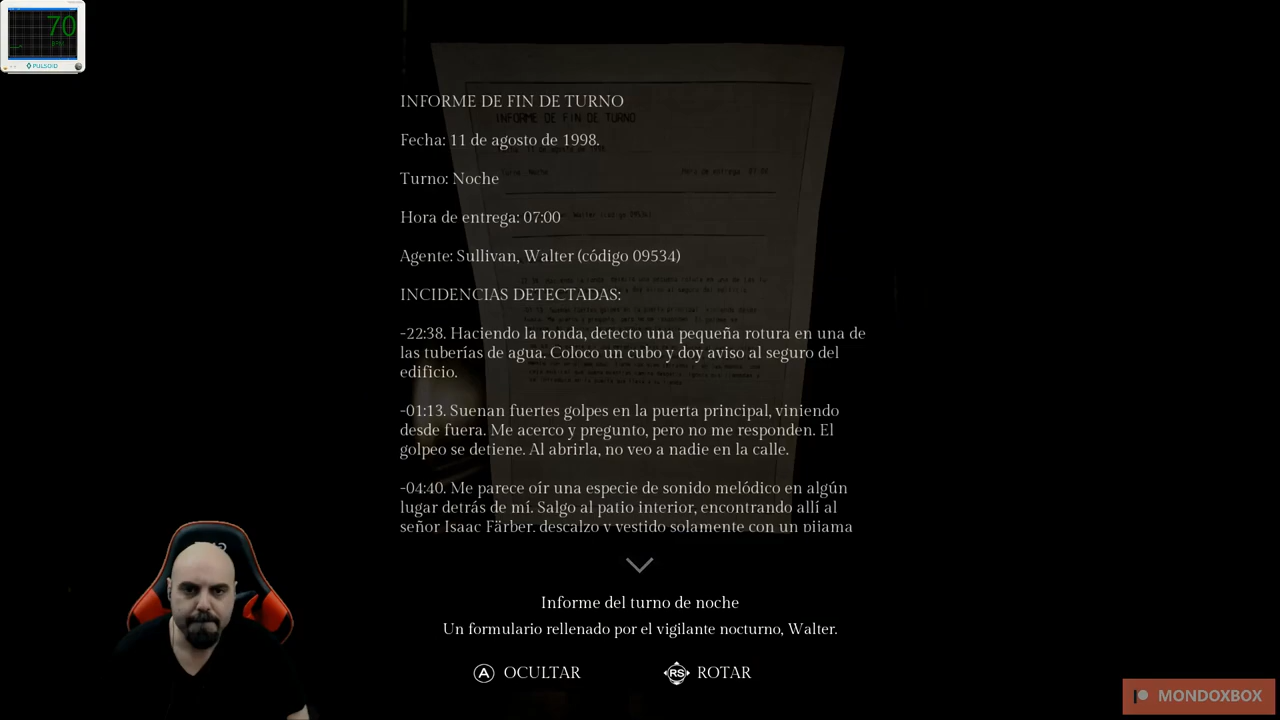 70
PULSOID
INFORME DE FIN DE TURNO
Fecha: 11 de agosto de 1998.
Turno: Noche
Hora de entrega: 07:00
Agente: Sullivan, Walter (código 09534)
INCIDENCIAS DETECTADAS:
-22:38. Haciendo la ronda, detecto una pequeña rotura en una de
las tuberías de agua. Coloco un cubo y doy aviso al seguro del
edificio.
-01:13. Suenan fuertes golpes en la puerta principal, viniendo
desde fuera. Me acerco y pregunto, pero no me responden. El
golpeo se detiene. Al abrirla, no veo a nadie en la calle.
-04:40. Me parece oír una especie de sonido melódico en algún
lugar detrás de mí. Salgo al patio interior, encontrando allí al
señor Isaac Färber, descalzo y vestido solamente con un pijama
Informe del turno de noche
Un formulario rellenado por el vigilante nocturno, Walter.
A OCULTAR
RS ROTAR
MONDOXBOX